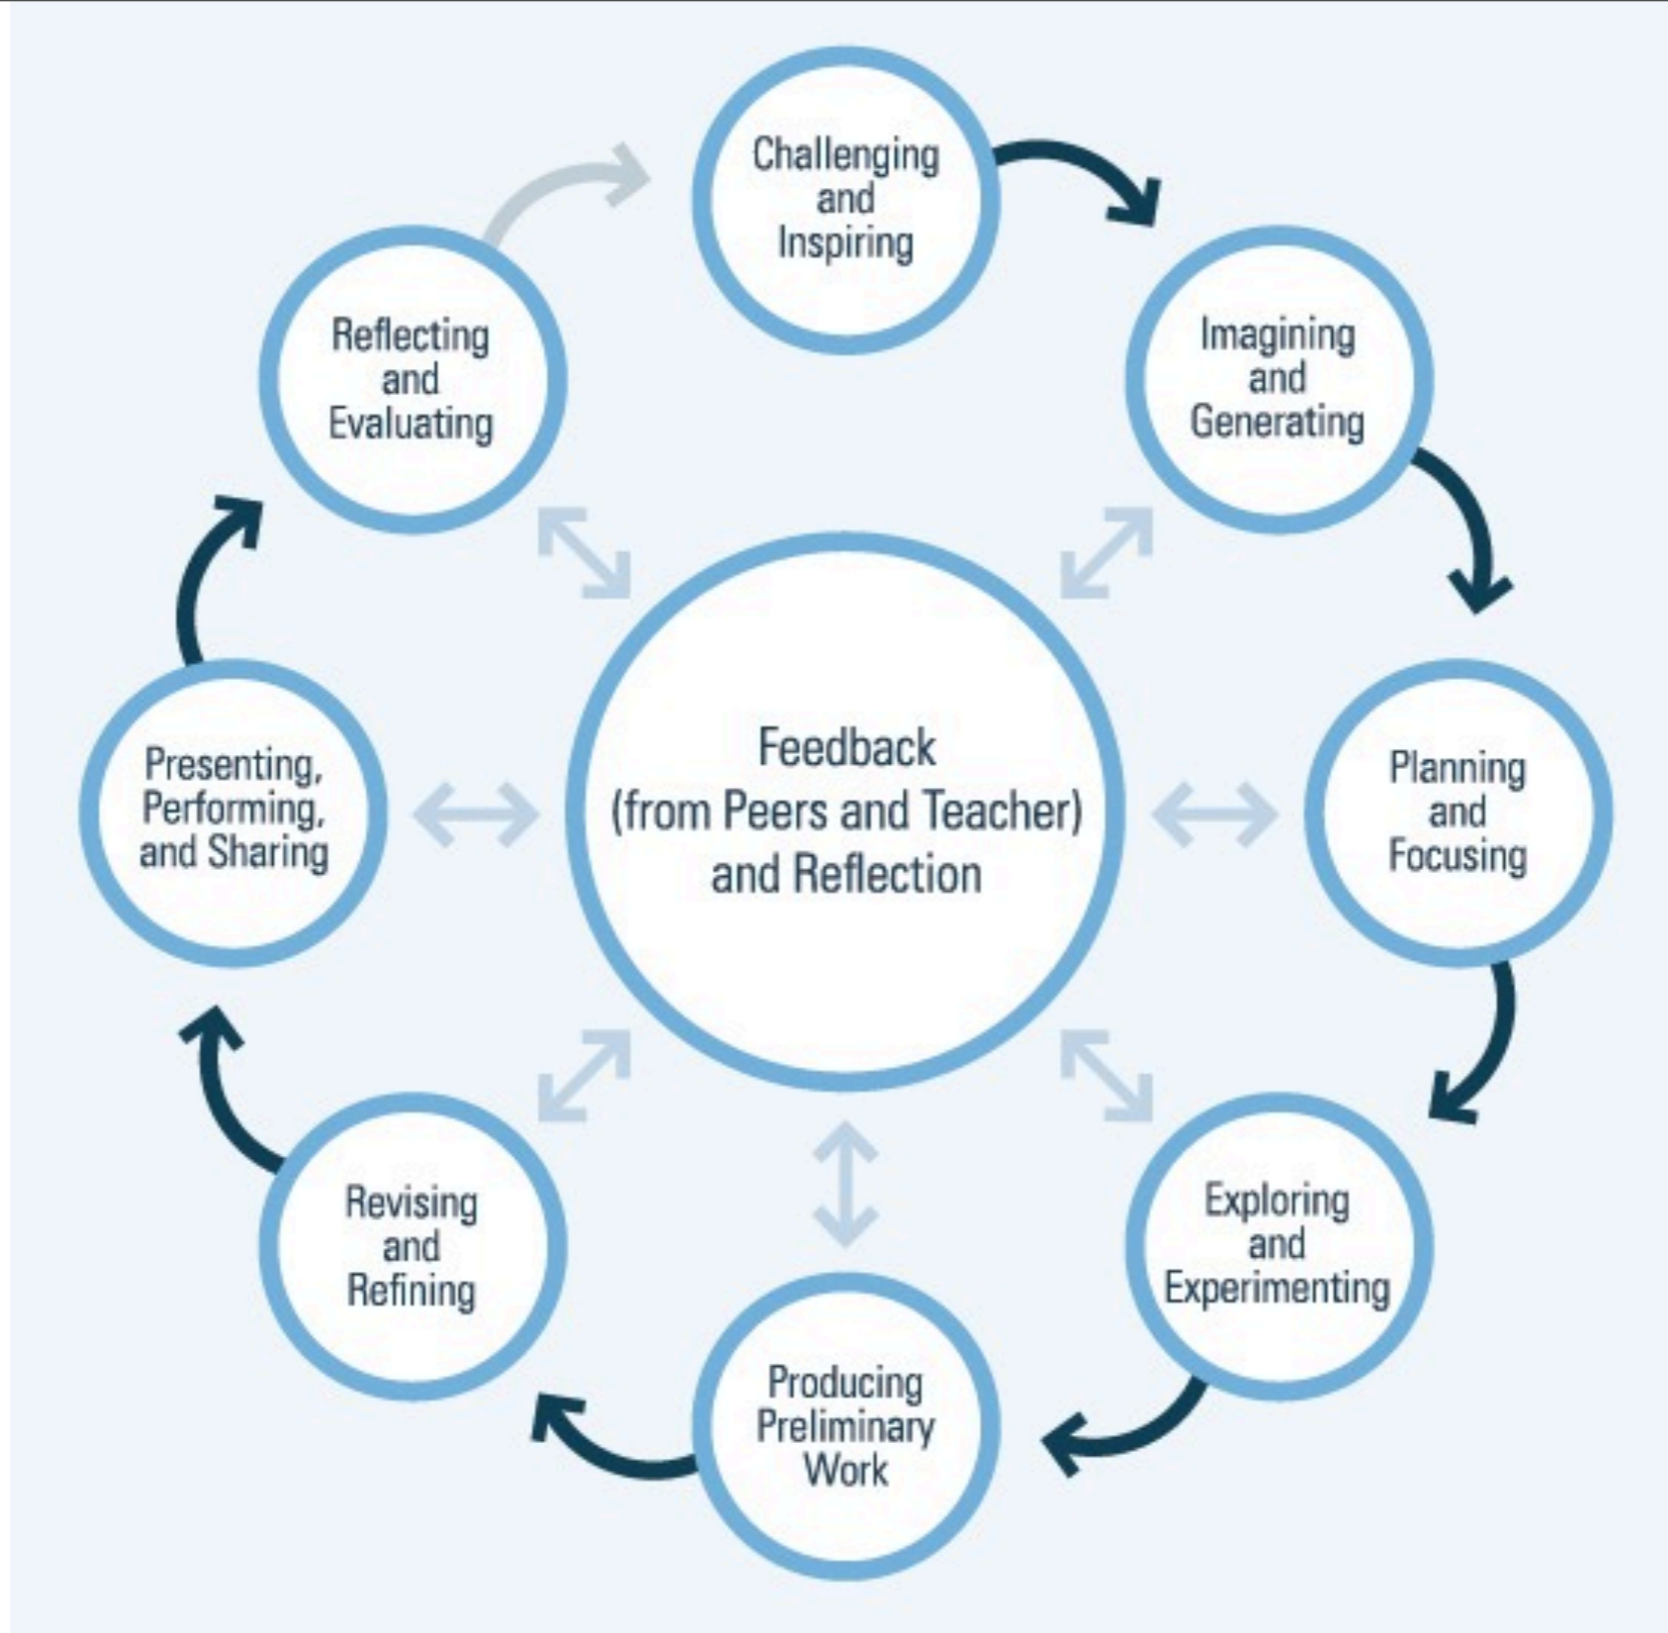 Challenging
and
Inspiring
Imagining
and
Generating
Planning
and
Focusing
Exploring
and
Experimenting
Producing
Preliminary
Work
Revising
and
Refining
Presenting,
Performing,
and Sharing
Reflecting
and
Evaluating
Feedback
(from Peers and Teacher)
and Reflection